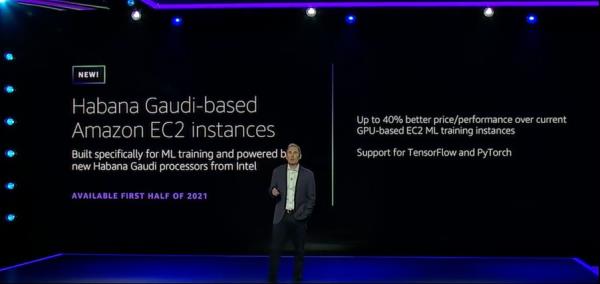 NEW!
Habana Gaudi-based
Amazon EC2 instances
Built specifically for ML training and powered b
new Habana Gaudi processors from Intel
AVAILABLE FIRST HALF OF 2021
Up to 40% better price/performance over current
GPU-based EC2 ML training instances
Support for TensorFlow and PyTorch